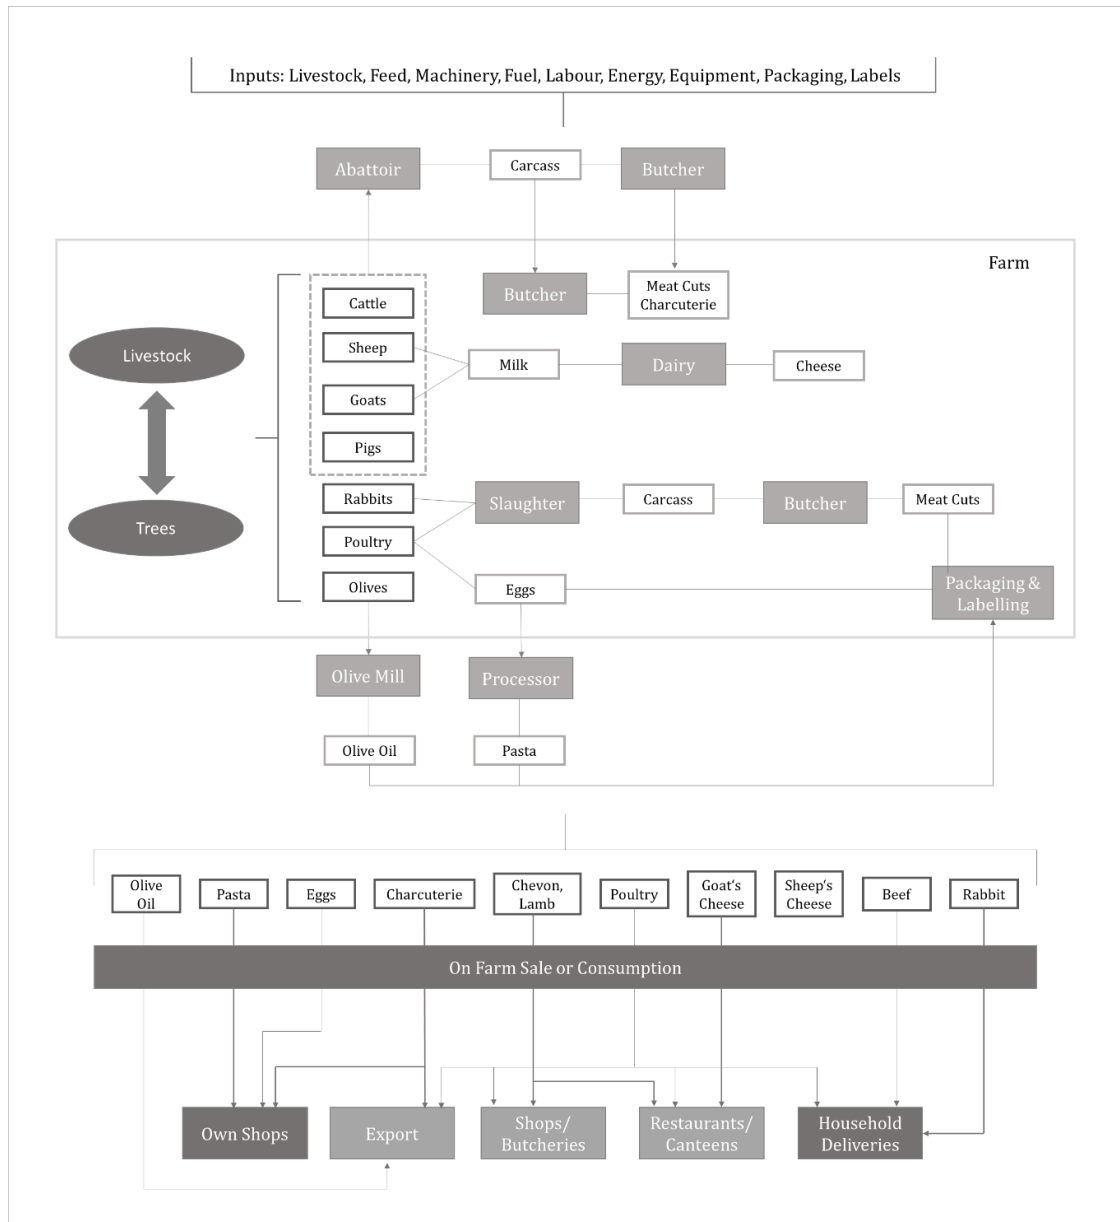 Inputs: Livestock, Feed, Machinery, Fuel, Labour, Energy, Equipment, Packaging, Labels
Abattoir
Carcass
Butcher
Farm
Cattle
Butcher
Meat Cuts
Charcuterie
Livestock
Sheep
Milk
Dairy
Cheese
Goats
Pigs
Trees
Rabbits
Slaughter
Carcass
Butcher
Meat Cuts
Poultry
Olives
Eggs
Packaging &
Labelling
Olive Mill
Processor
Olive Oil
Pasta
Olive
Oil
Pasta
Eggs
Charcuterie
Chevon,
Lamb
Poultry
Goat‘s
Cheese
Sheep‘s
Cheese
Beef
Rabbit
On Farm Sale or Consumption
Own Shops
Export
Shops/
Butcheries
Restaurants/
Canteens
Household
Deliveries